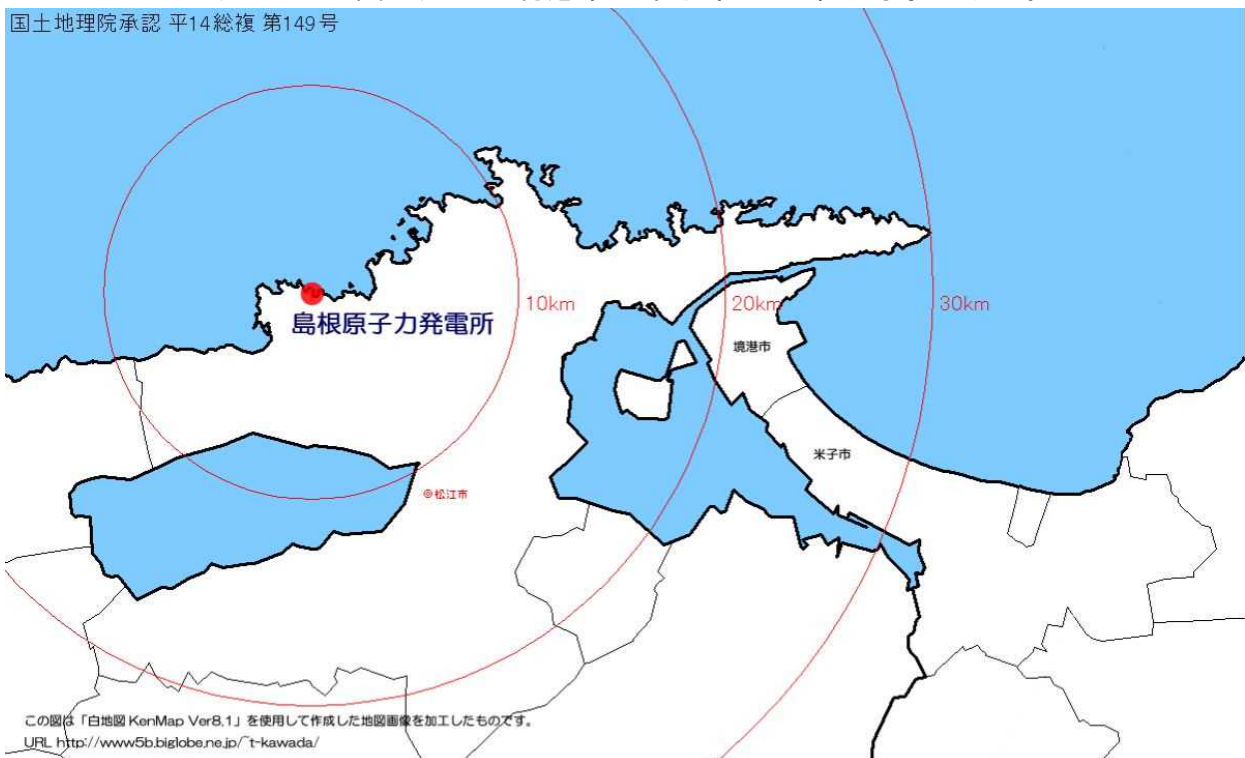 国土地理院承認 平14総複 第149号
島根原子力発電所
10km
20km
30km
境港市
米子市
◎松江市
この図は「白地図 KenMap Ver8.1」を使用して作成した地図画像を加工したものです。
URL http://www5b.biglobe.ne.jp/~t-kawada/